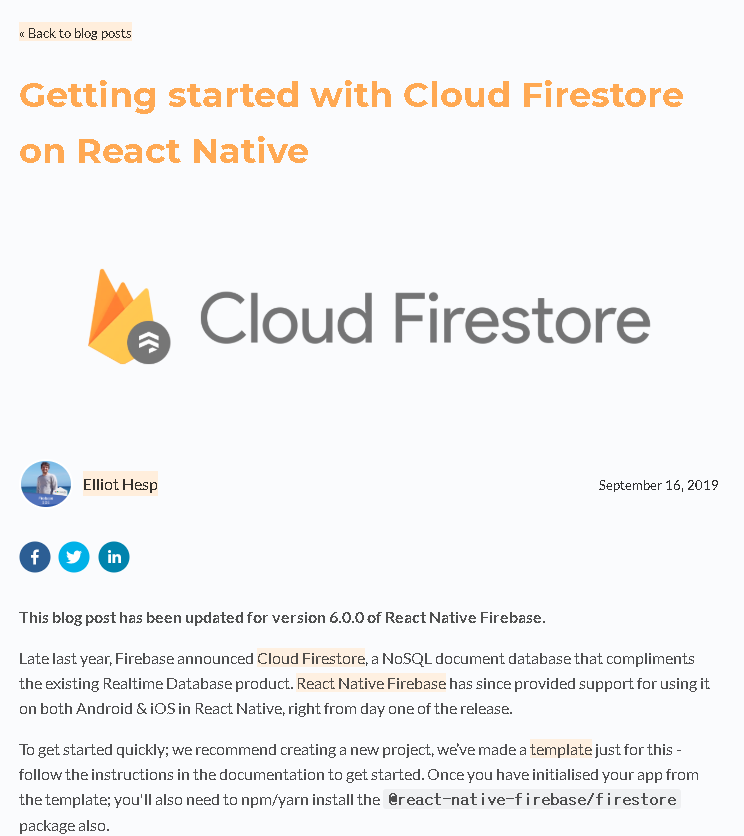 « Back to blog posts
Getting started with Cloud Firestore
on React Native
Cloud Firestore
Elliot Hesp
September 16, 2019
This blog post has been updated for version 6.0.0 of React Native Firebase.
Late last year, Firebase announced Cloud Firestore, a NoSQL document database that compliments
the existing Realtime Database product. React Native Firebase has since provided support for using it
on both Android & iOS in React Native, right from day one of the release.
To get started quickly; we recommend creating a new project, we’ve made a template just for this -
follow the instructions in the documentation to get started. Once you have initialised your app from
the template; you'll also need to npm/yarn install the @react-native-firebase/firestore
package also.